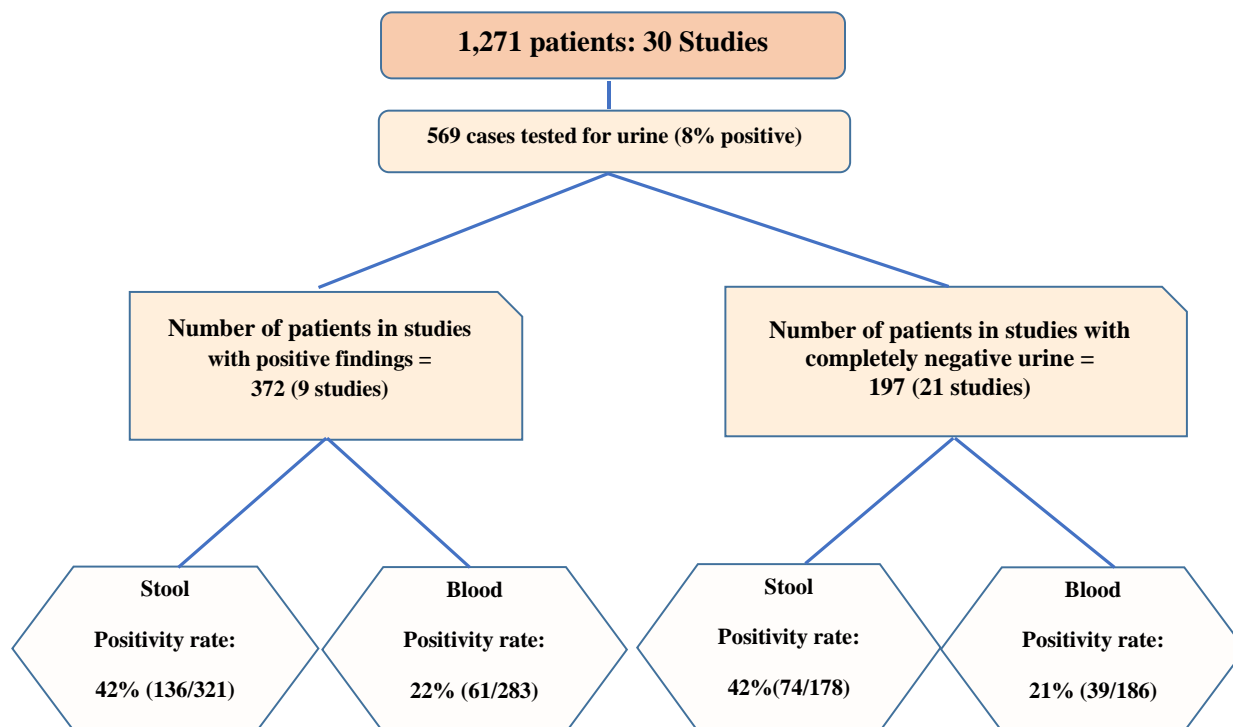 1,271 patients: 30 Studies
569 cases tested for urine (8% positive)
Number of patients in studies
with positive findings =
372 (9 studies)
Number of patients in studies with
completely negative urine =
197 (21 studies)
Stool
Positivity rate:
42% (136/321)
Blood
Positivity rate:
22% (61/283)
Stool
Positivity rate:
42%(74/178)
Blood
Positivity rate:
21% (39/186)